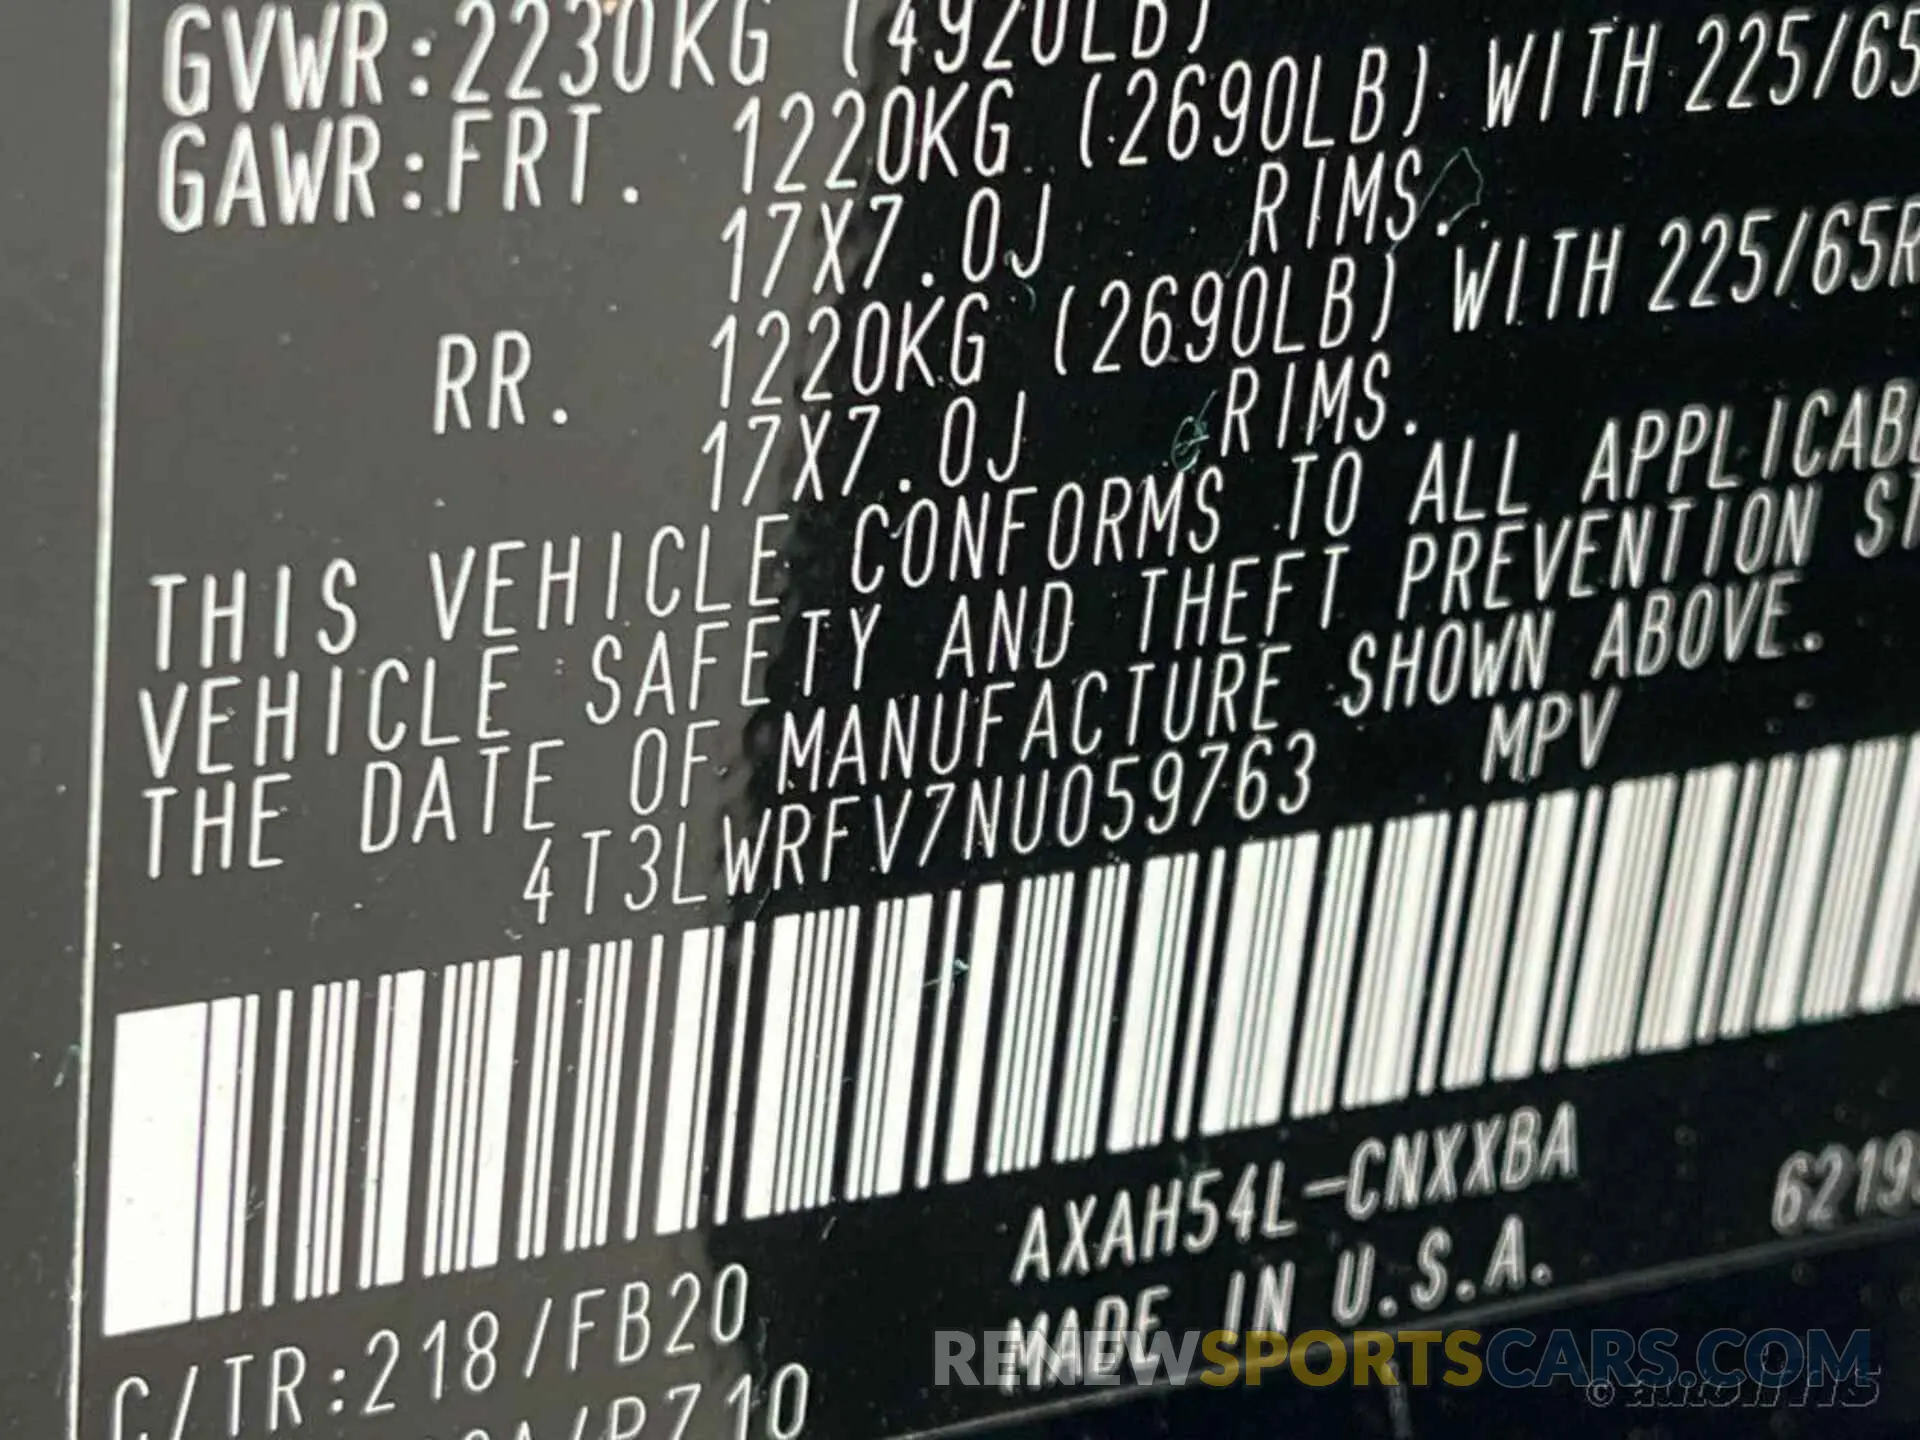 GVWR:2230KG (4920LB)
GAWR:FRT. 1220KG (2690LB) WITH 225/65
17X7.0J RIMS.
RR. 1220KG (2690LB) WITH 225/65R
17X7.0J RIMS.
THIS VEHICLE CONFORMS TO ALL APPLICABL
VEHICLE SAFETY AND THEFT PREVENTION ST
THE DATE OF MANUFACTURE SHOWN ABOVE.
4T3LWRFV7NU059763 MPV
AXAH54L-CNXXBA 6219
C/TR:218/FB20 MADE IN U.S.A.
RENEWSPORTSCARS.COM